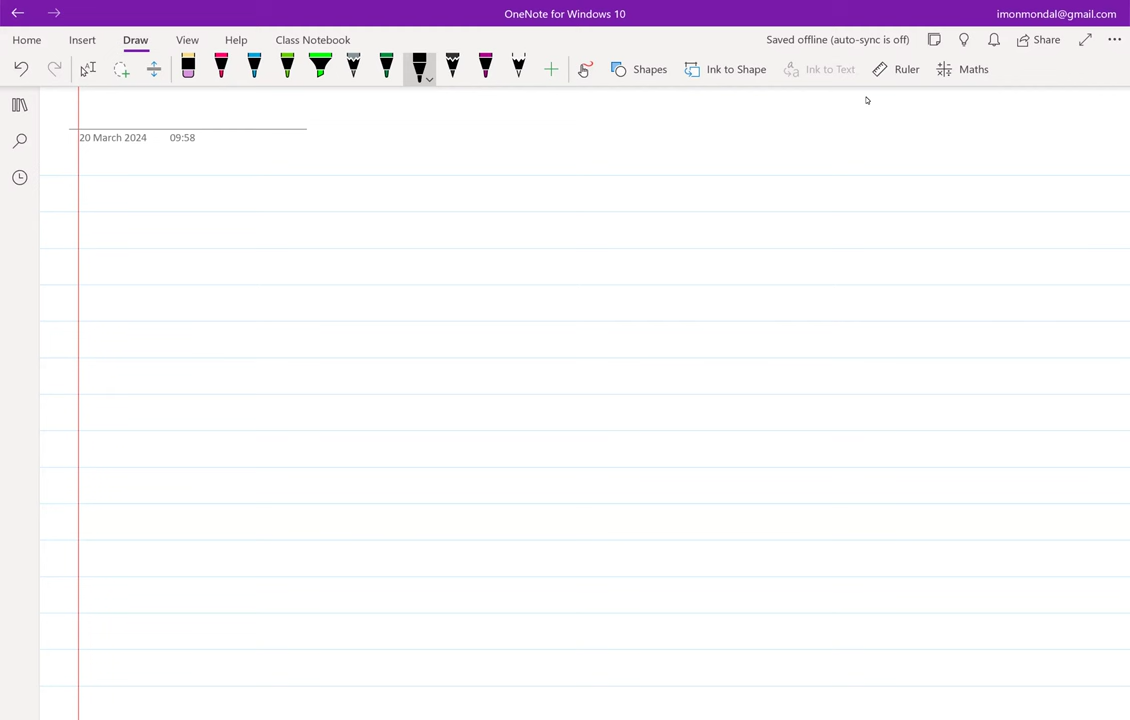 OneNote for Windows 10
imonmondal@gmail.com
Home Insert Draw View Help Class Notebook
Saved offline (auto-sync is off)
Share
Shapes
Ink to Shape
Ink to Text
Ruler
Maths
20 March 2024 09:58